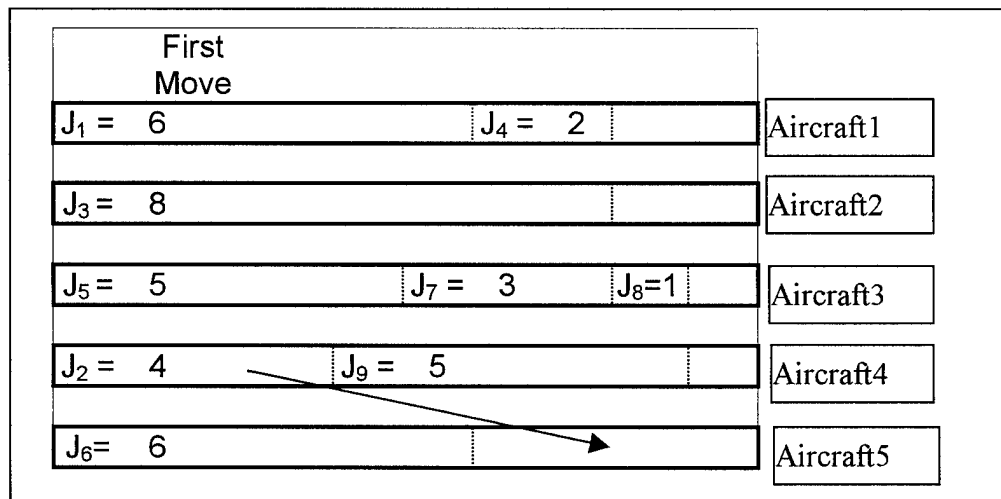 First
Move
J₁ = 6 J₄ = 2 Aircraft1
J₃ = 8 Aircraft2
J₅ = 5 J₇ = 3 J₈=1 Aircraft3
J₂ = 4 J₉ = 5 Aircraft4
J₆= 6 Aircraft5